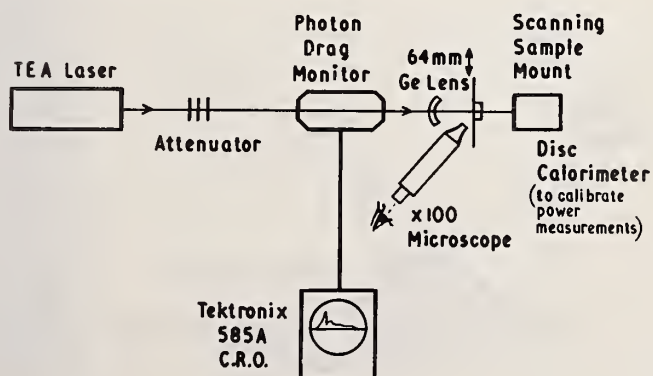 TEA Laser
Attenuator
Photon
Drag
Monitor
64mm
Ge Lens
Scanning
Sample
Mount
Disc
Calorimeter
(to calibrate
power
measurements)
x100
Microscope
Tektronix
585A
C.R.O.